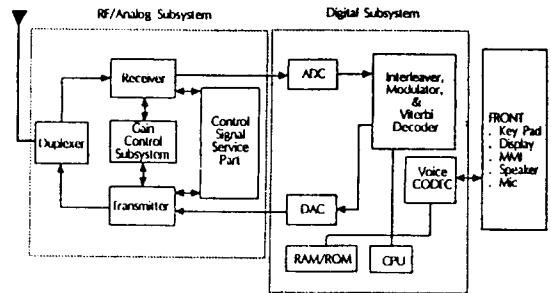 RF/Analog Subsystem
Digital Subsystem
Receiver
Gain
Control
Subsystem
Control
Signal
Service
Part
Duplexer
Transmitter
ADC
Interleaver,
Modulator,
&
Viterbi
Decoder
Voice
CODEC
DAC
RAM/ROM
CPU
FRONT
. Key Pad
. Display
. MMI
. Speaker
. Mic